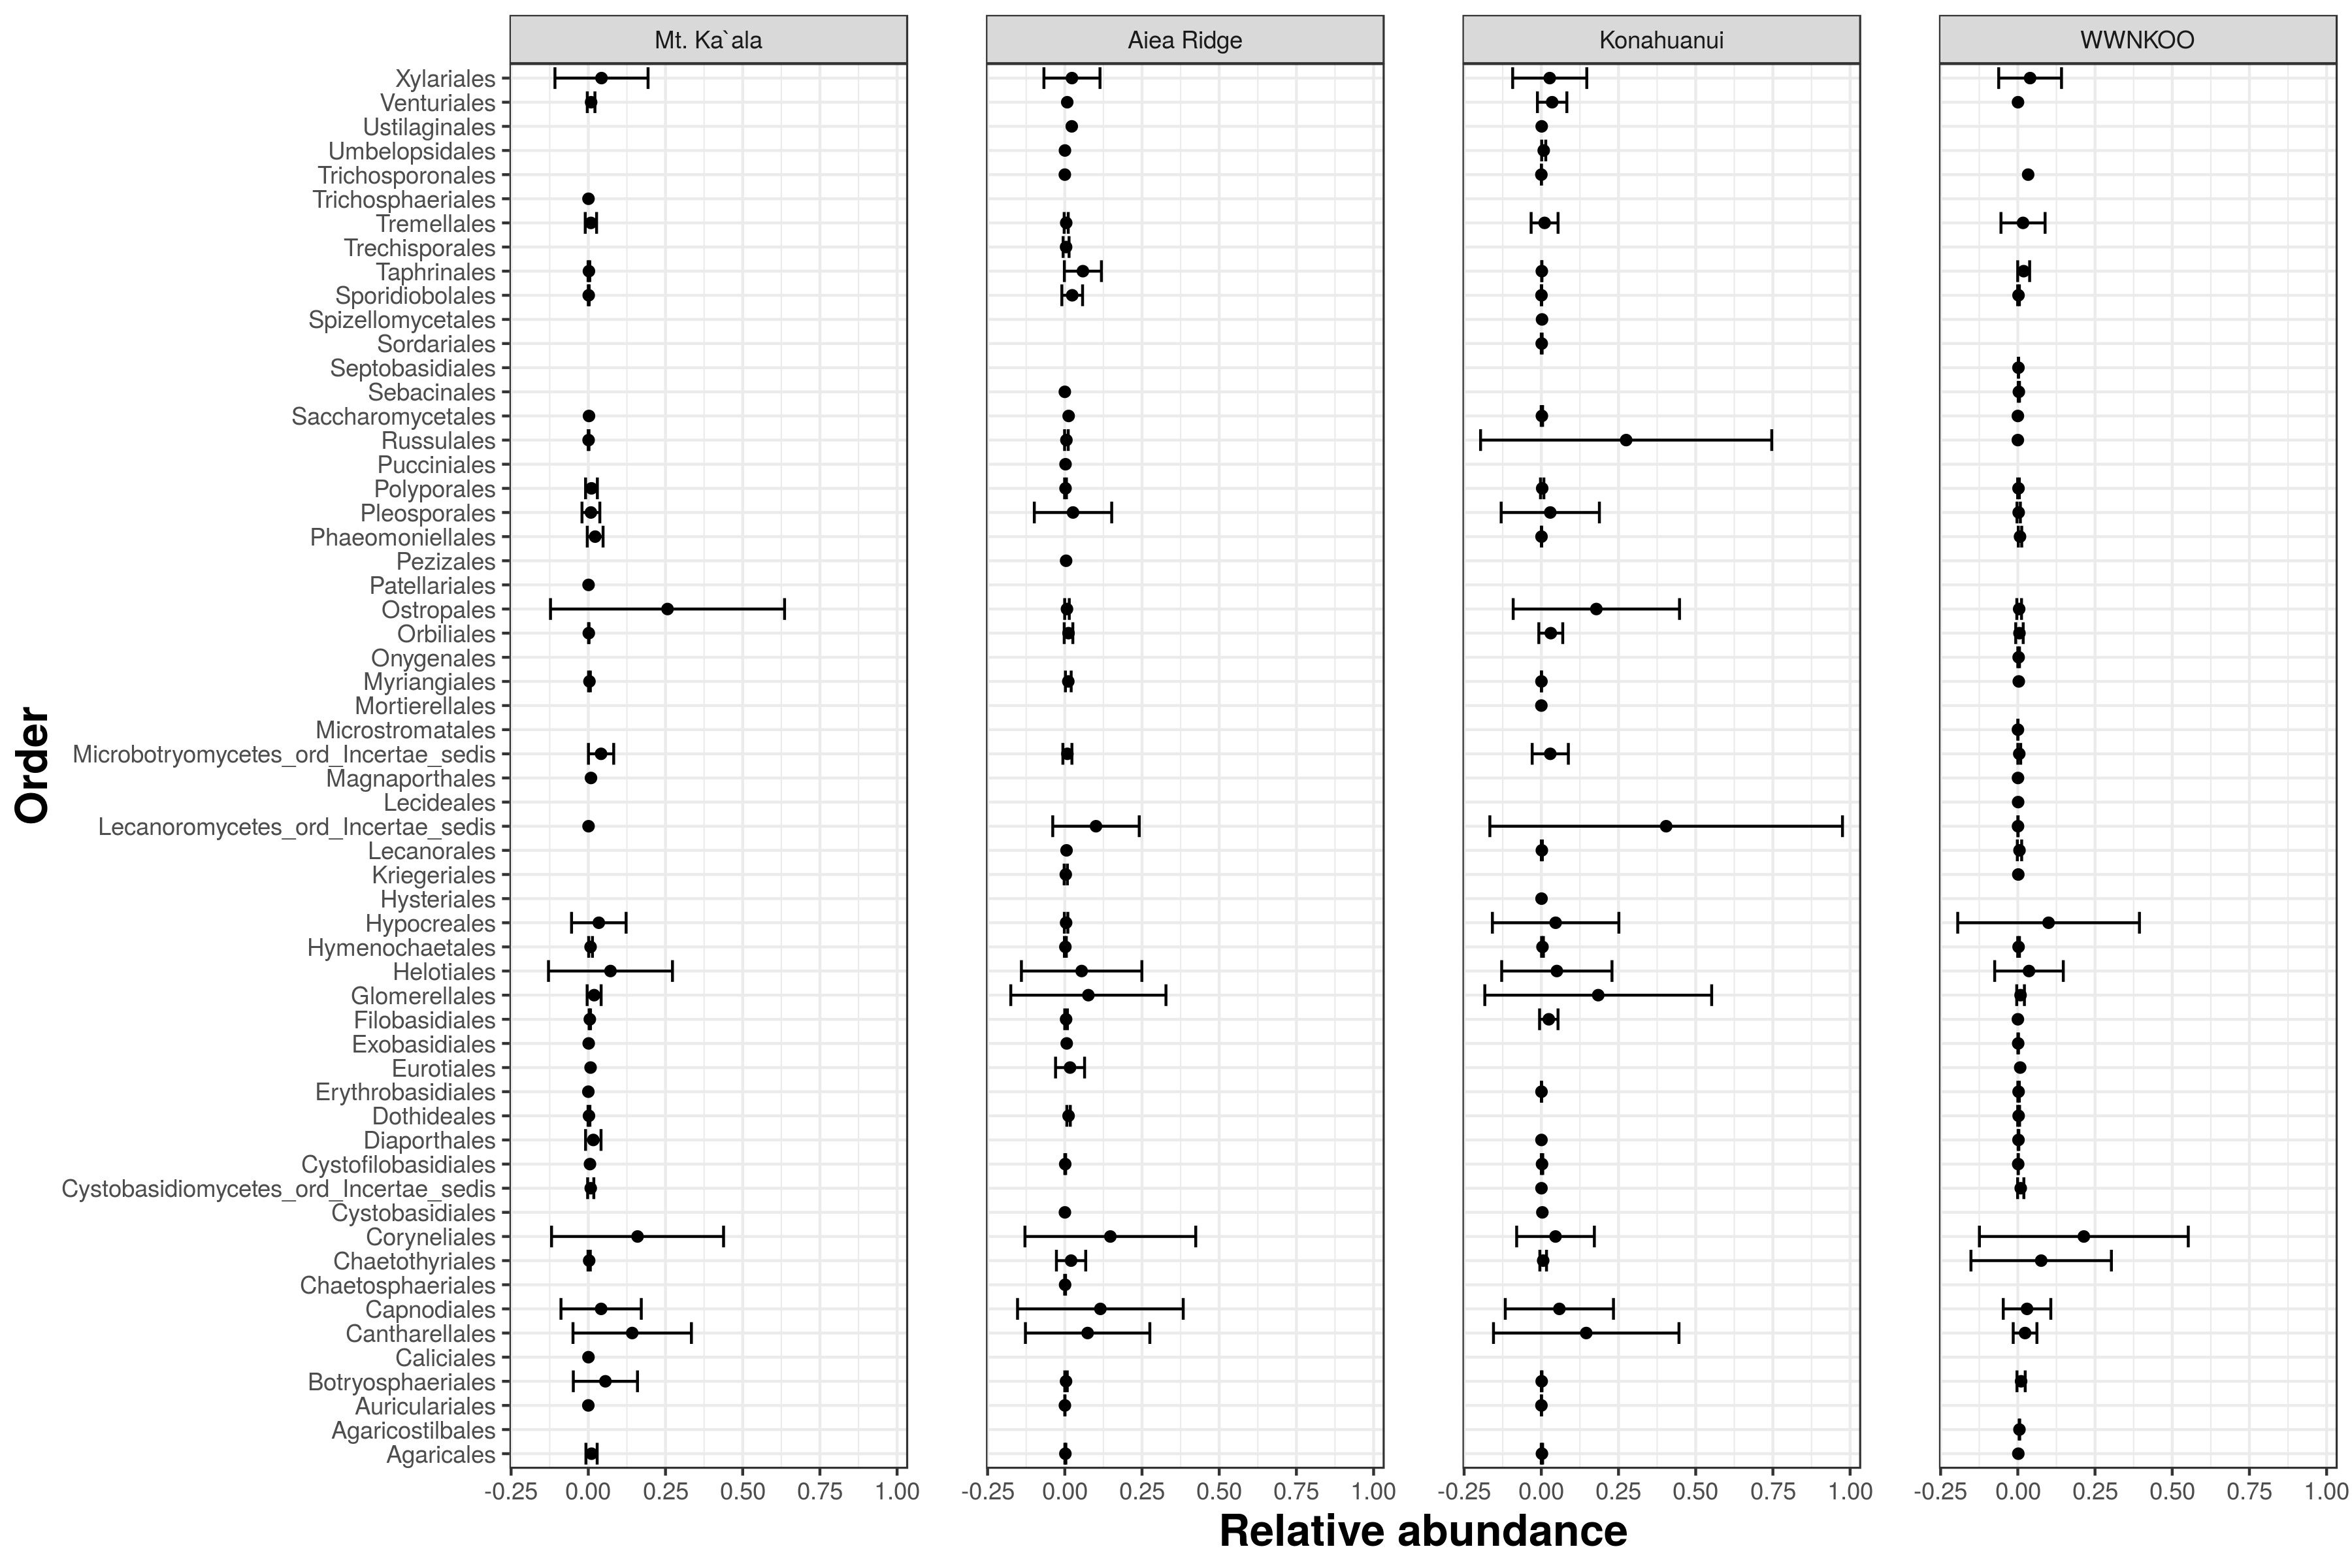 Mt. Ka`ala
Aiea Ridge
Konahuanui
WWNKOO
Order
Xylariales
Venturiales
Ustilaginales
Umbelopsidales
Trichosporonales
Trichosphaeriales
Tremellales
Trechisporales
Taphrinales
Sporidiobolales
Spizellomycetales
Sordariales
Septobasidiales
Sebacinales
Saccharomycetales
Russulales
Pucciniales
Polyporales
Pleosporales
Phaeomoniellales
Pezizales
Patellariales
Ostropales
Orbiliales
Onygenales
Myriangiales
Mortierellales
Microstromatales
Microbotryomycetes_ord_Incertae_sedis
Magnaporthales
Lecideales
Lecanoromycetes_ord_Incertae_sedis
Lecanorales
Kriegeriales
Hysteriales
Hypocreales
Hymenochaetales
Helotiales
Glomerellales
Filobasidiales
Exobasidiales
Eurotiales
Erythrobasidiales
Dothideales
Diaporthales
Cystofilobasidiales
Cystobasidiomycetes_ord_Incertae_sedis
Cystobasidiales
Coryneliales
Chaetothyriales
Chaetosphaeriales
Capnodiales
Cantharellales
Caliciales
Botryosphaeriales
Auriculariales
Agaricostilbales
Agaricales
-0.25 0.00 0.25 0.50 0.75 1.00
-0.25 0.00 0.25 0.50 0.75 1.00
-0.25 0.00 0.25 0.50 0.75 1.00
-0.25 0.00 0.25 0.50 0.75 1.00
Relative abundance